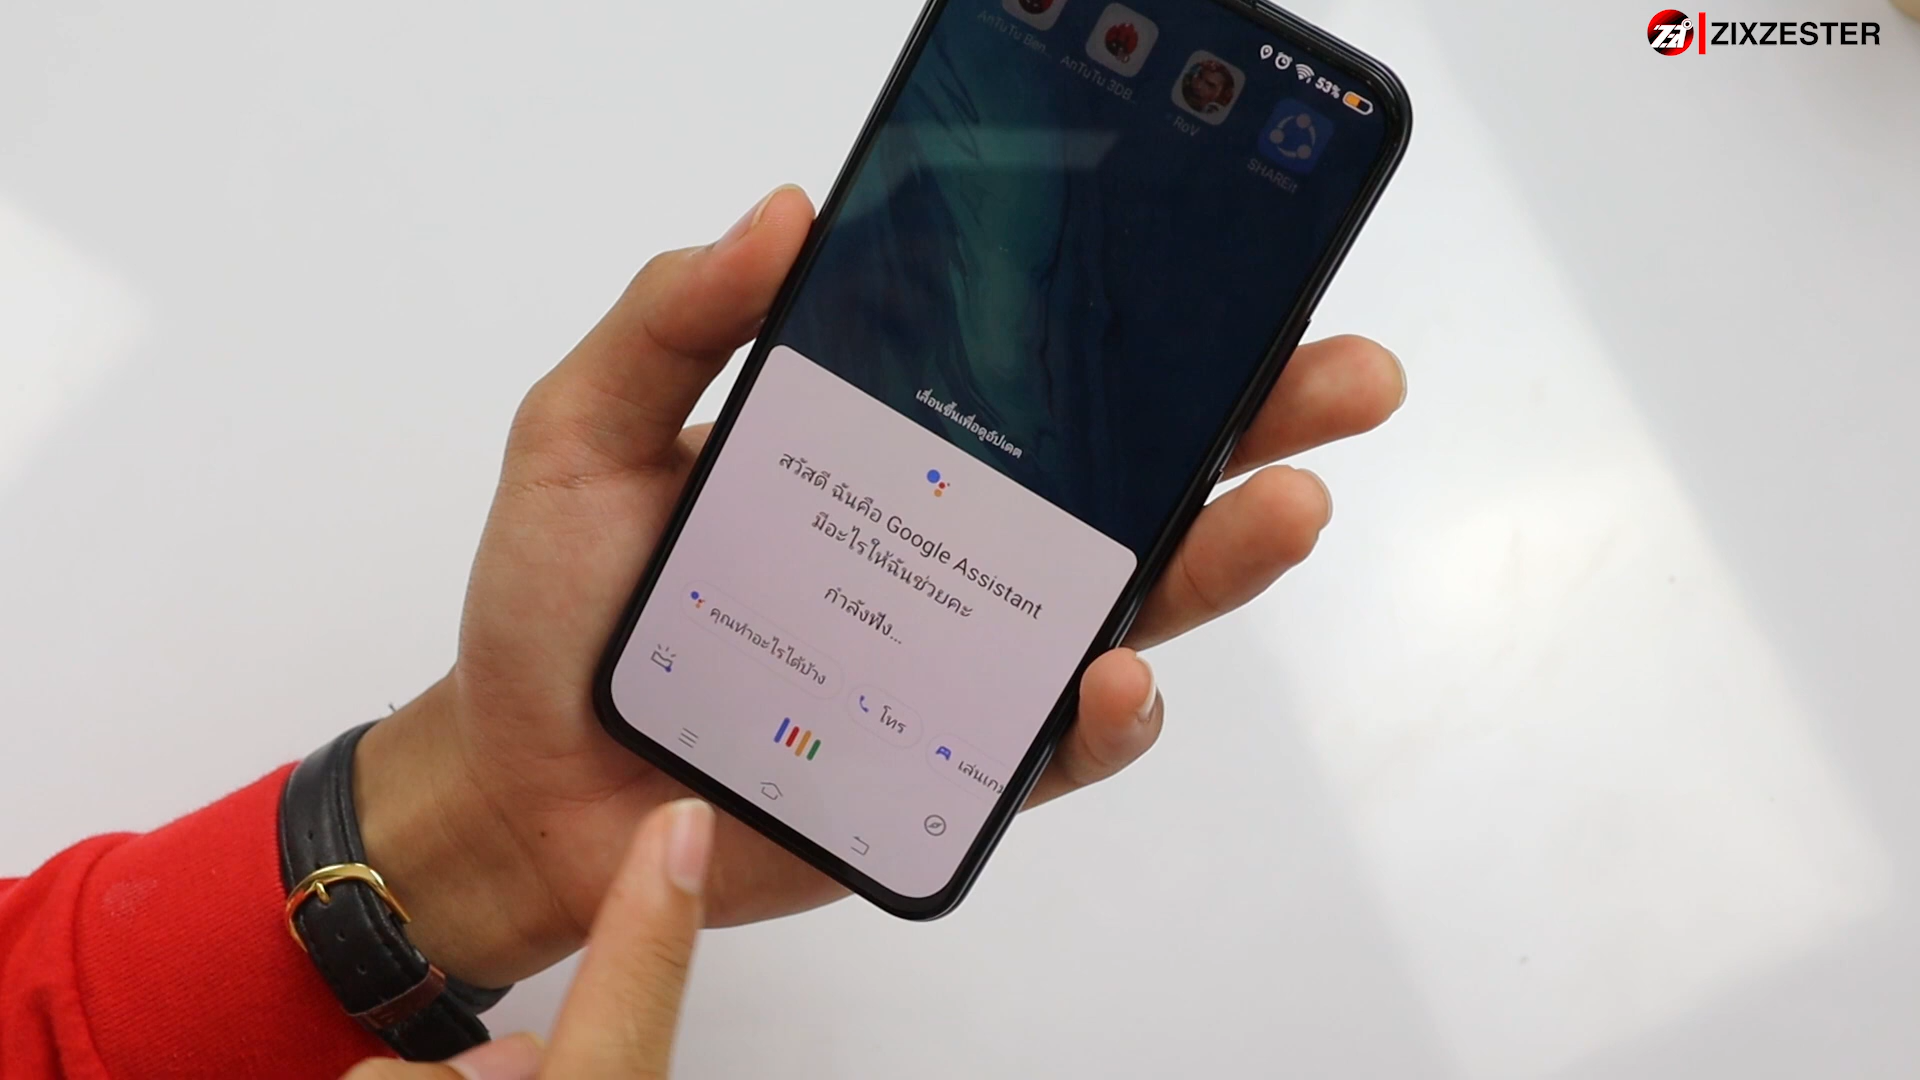 ZIXZESTER
AnTuTu Ben...
AnTuTu 3DB...
RoV
SHAREit
53%
เลื่อนขึ้นเพื่อดูอัปเดต
สวัสดี ฉันคือ Google Assistant
มีอะไรให้ฉันช่วยคะ
กำลังฟัง...
คุณทำอะไรได้บ้าง
โทร
เล่นเกม